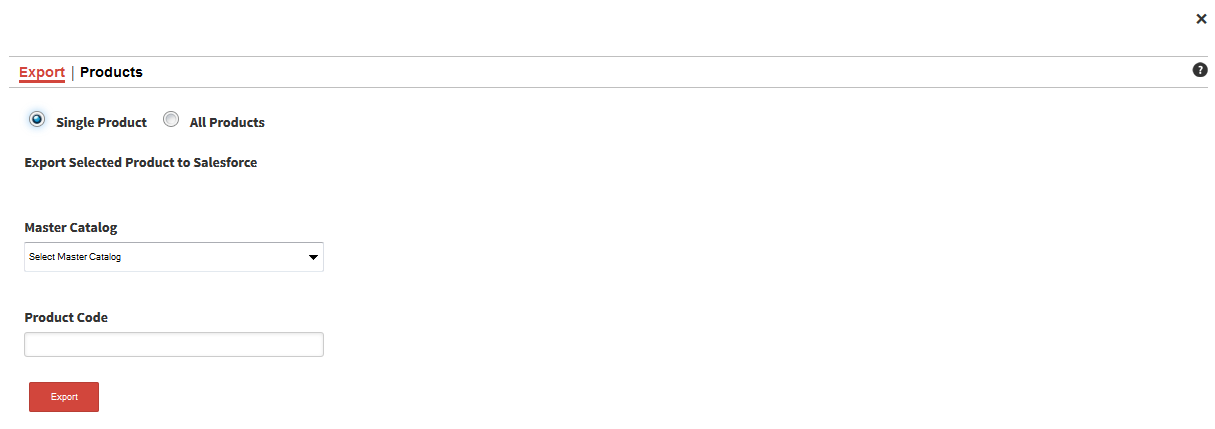 Export | Products
Single Product All Products
Export Selected Product to Salesforce
Master Catalog
Select Master Catalog
Product Code
Export